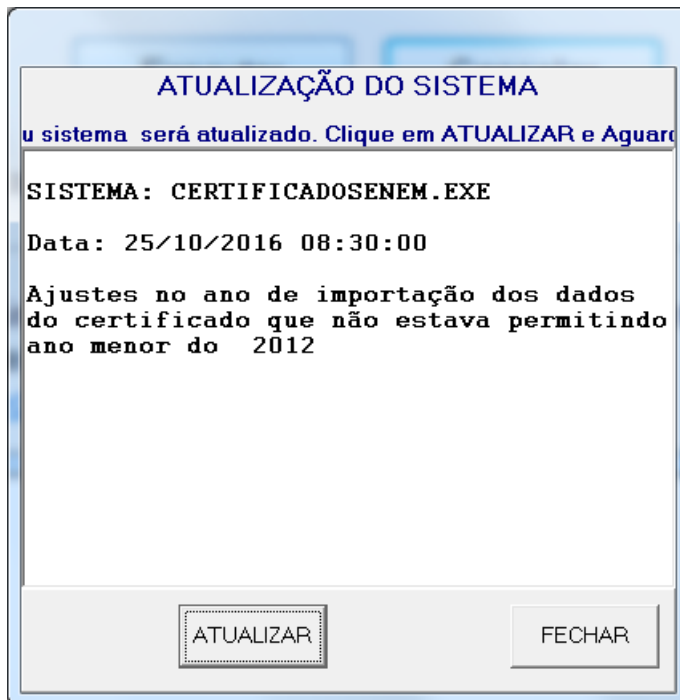 ATUALIZAÇÃO DO SISTEMA
u sistema será atualizado. Clique em ATUALIZAR e Aguard
SISTEMA: CERTIFICADOSENEM.EXE
Data: 25/10/2016 08:30:00
Ajustes no ano de importação dos dados
do certificado que não estava permitindo
ano menor do 2012
ATUALIZAR
FECHAR